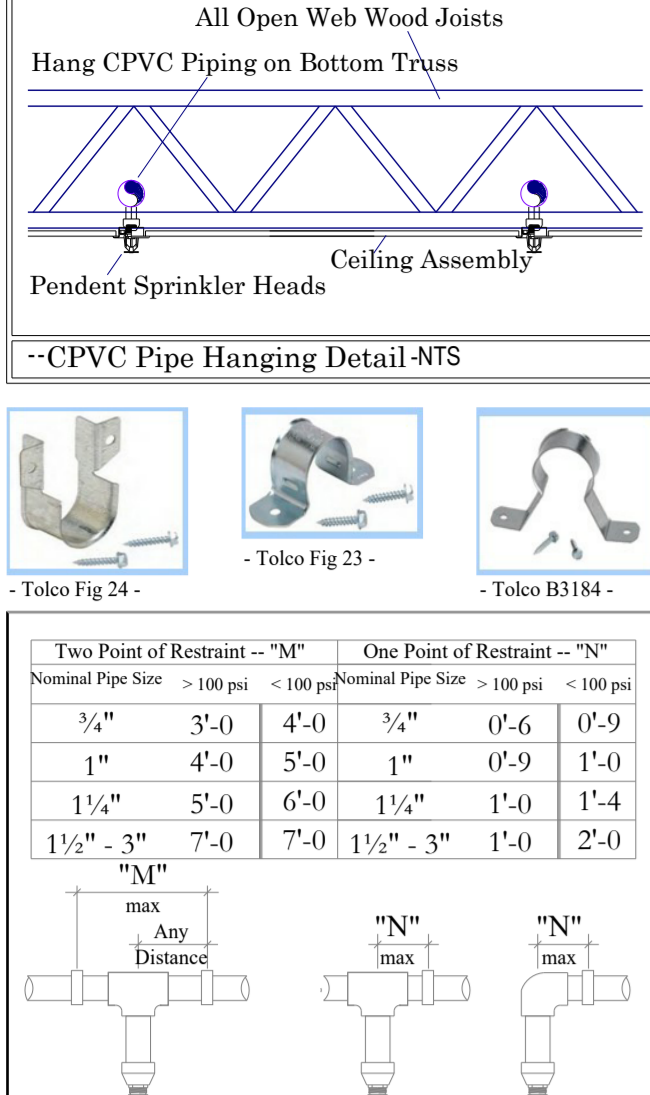 All Open Web Wood Joists
Hang CPVC Piping on Bottom Truss
Ceiling Assembly
Pendent Sprinkler Heads
--CPVC Pipe Hanging Detail -NTS
- Tolco Fig 24 -
- Tolco Fig 23 -
- Tolco B3184 -
Two Point of Restraint -- "M" One Point of Restraint -- "N"
Nominal Pipe Size > 100 psi < 100 psi Nominal Pipe Size > 100 psi < 100 psi
¾" 3'-0 4'-0 ¾" 0'-6 0'-9
1" 4'-0 5'-0 1" 0'-9 1'-0
1¼" 5'-0 6'-0 1¼" 1'-0 1'-4
1½" - 3" 7'-0 7'-0 1½" - 3" 1'-0 2'-0
"M"
max
Any
Distance
"N"
max
"N"
max